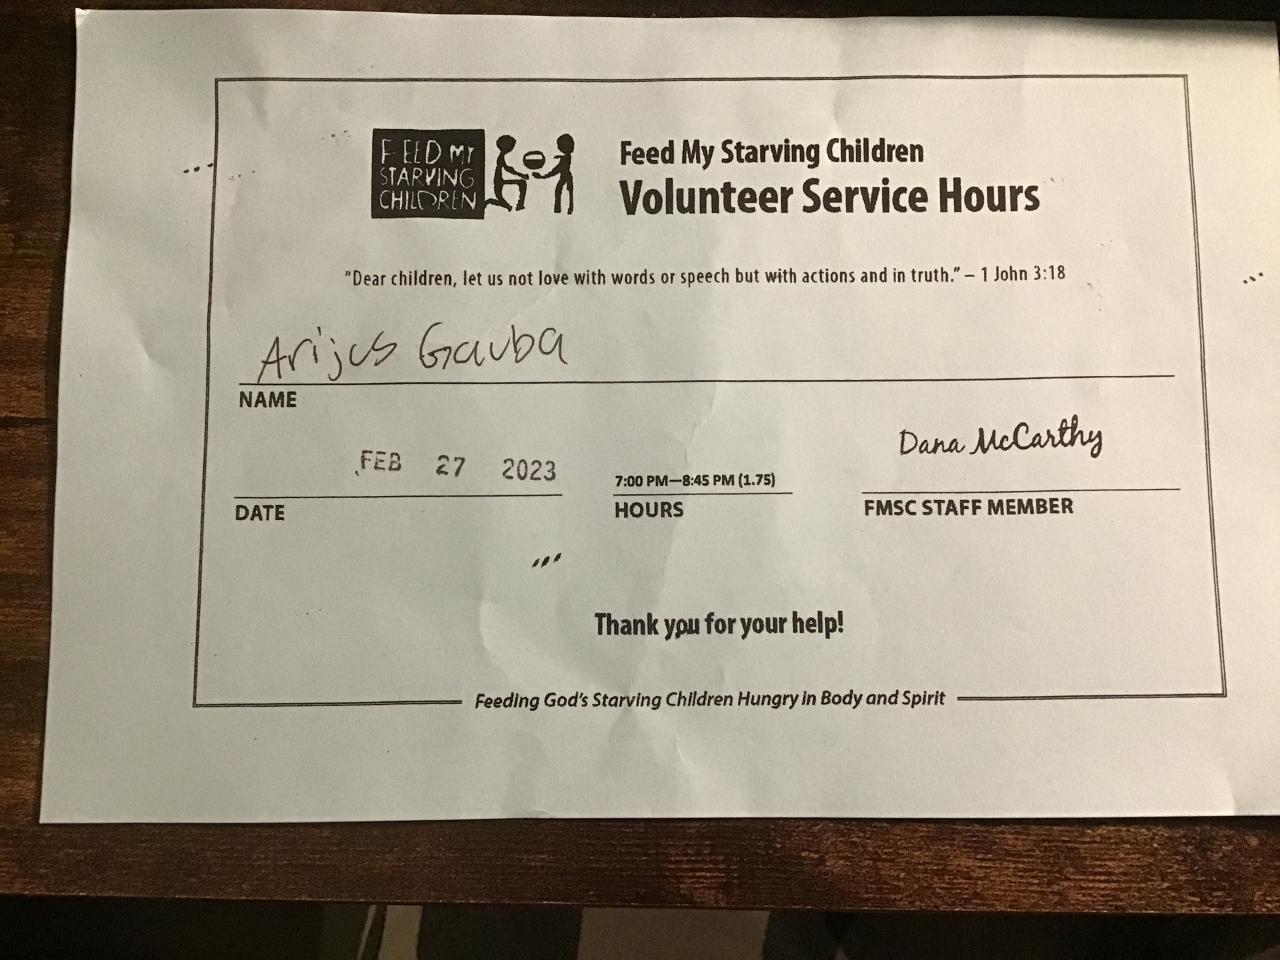 FEED MY
STARVING
CHILDREN
Feed My Starving Children
Volunteer Service Hours
"Dear children, let us not love with words or speech but with actions and in truth." – 1 John 3:18
Arijus Gauba
NAME
FEB 27 2023
DATE
7:00 PM—8:45 PM (1.75)
HOURS
Dana McCarthy
FMSC STAFF MEMBER
Thank you for your help!
Feeding God's Starving Children Hungry in Body and Spirit